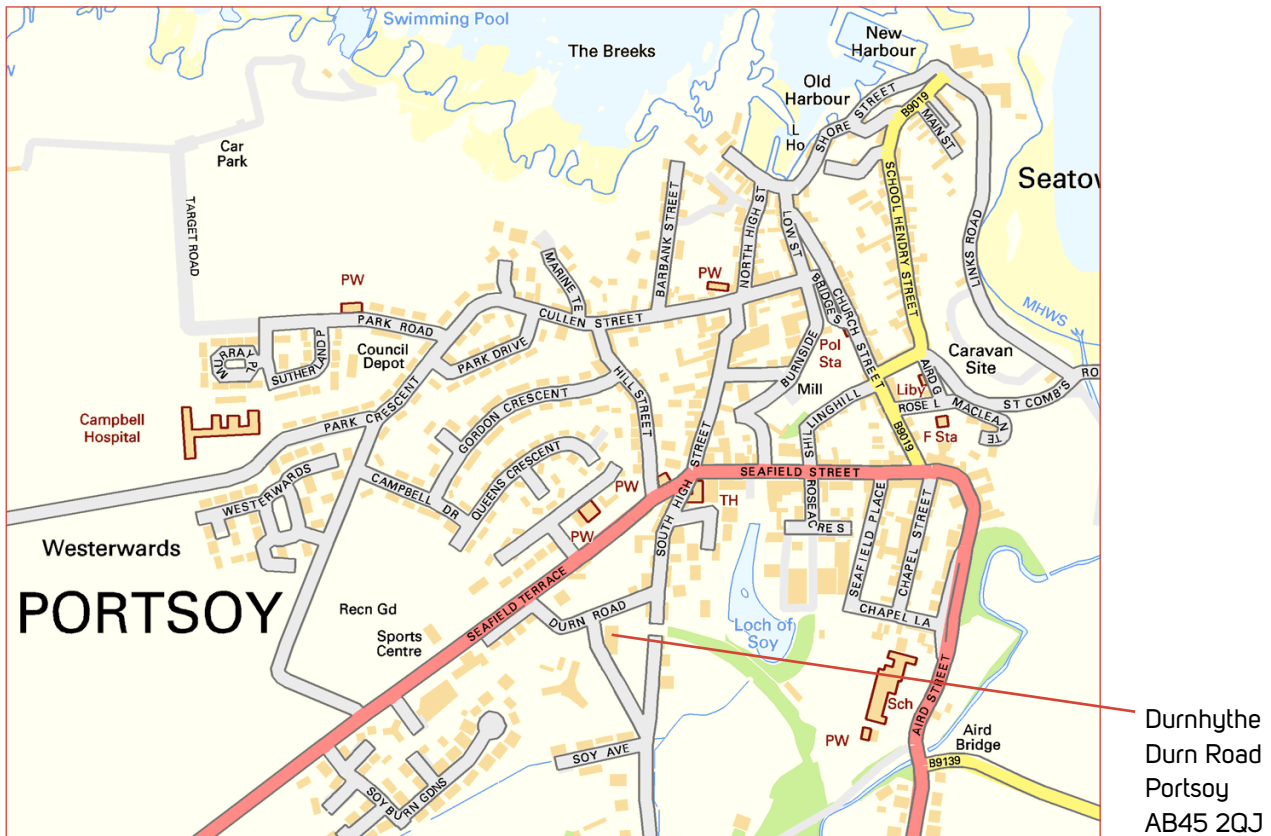 Swimming Pool
The Breeks
New
Harbour
Old
Harbour
L
Ho
SHORE STREET
B9019
MAIN ST
Car
Park
TARGET ROAD
Seatow
SCHOOL HENDRY STREET
LINKS ROAD
BARBANK STREET
NORTH HIGH ST
LOW ST
MARINE TE
PW
PW
BRIDGE S
CHURCH STREET
MHWS
CULLEN STREET
PARK ROAD
MURRAY PL
SUTHERLAND PL
Council
Depot
PARK DRIVE
BURNSIDE
Pol
Sta
Caravan
Site
RO
HILL STREET
Mill
Liby
AIRD G
ST COMB'S
ROSE L
MACLEAN TE
SHILLINGHILL
F Sta
B9019
Campbell
Hospital
PARK CRESCENT
GORDON CRESCENT
QUEENS CRESCENT
CAMPBELL DR
WESTERWARDS
SEAFIELD STREET
PW
TH
PW
SOUTH HIGH STREET
ROSEACRE S
SEAFIELD PLACE
CHAPEL STREET
Westerwards
PORTSOY
Recn Gd
SEAFIELD TERRACE
DURN ROAD
CHAPEL LA
Loch of
Soy
Sports
Centre
Sch
AIRD STREET
PW
Aird
Bridge
B9139
SOY AVE
SOY BURN GDNS
Durnhythe
Durn Road
Portsoy
AB45 2QJ